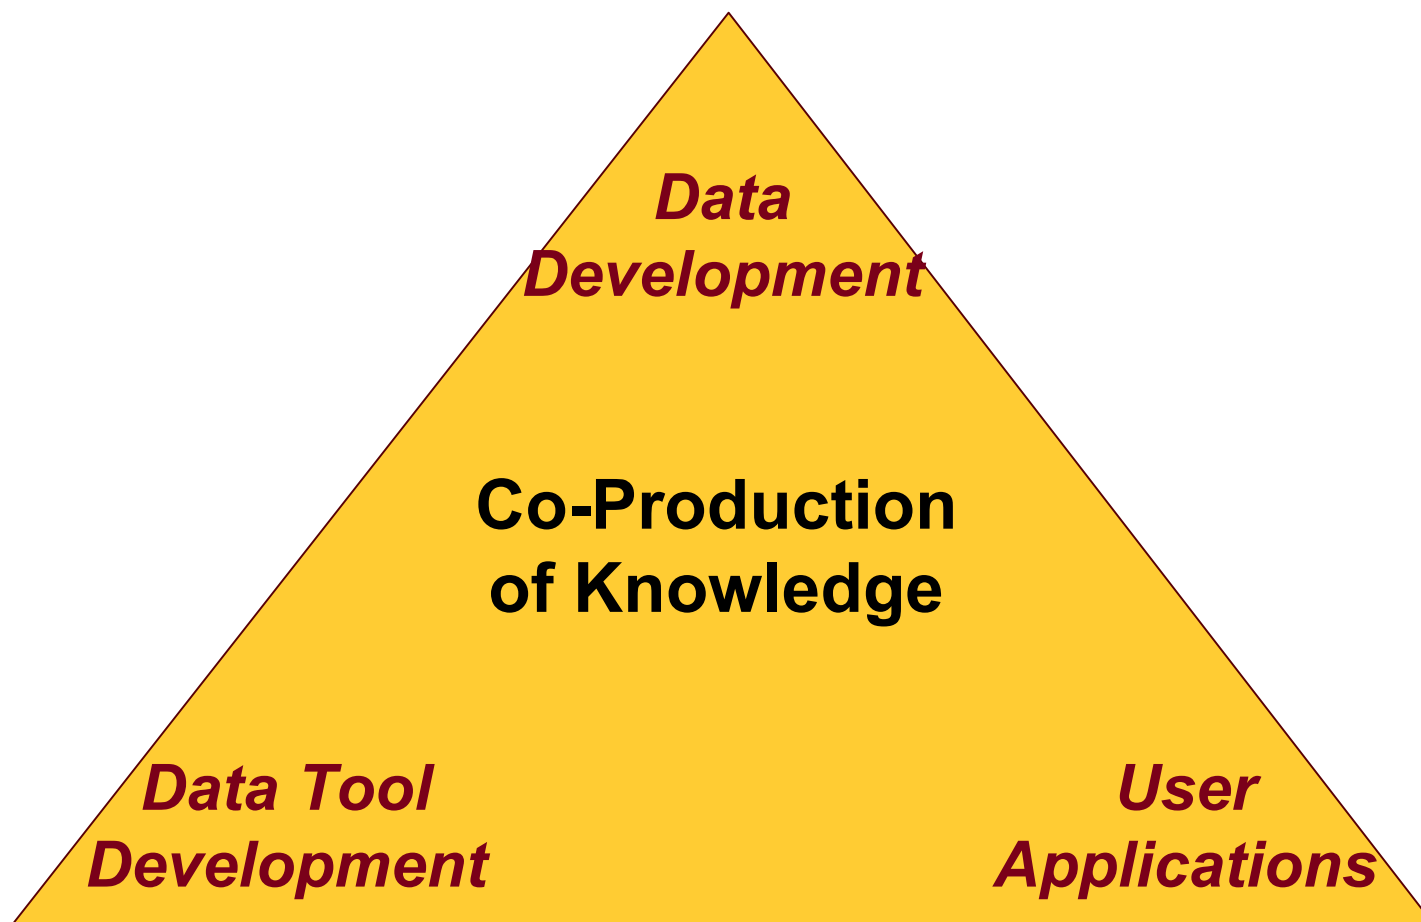 Data
Development
Co-Production
of Knowledge
Data Tool
Development
User
Applications